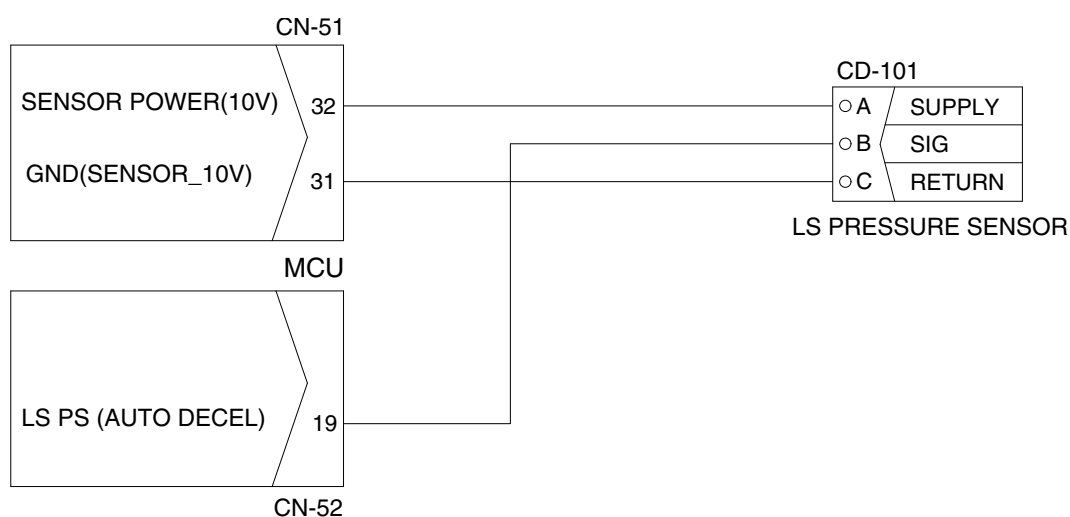 CN-51
SENSOR POWER(10V)
32
GND(SENSOR_10V)
31
CD-101
A
SUPPLY
B
SIG
C
RETURN
LS PRESSURE SENSOR
MCU
LS PS (AUTO DECEL)
19
CN-52